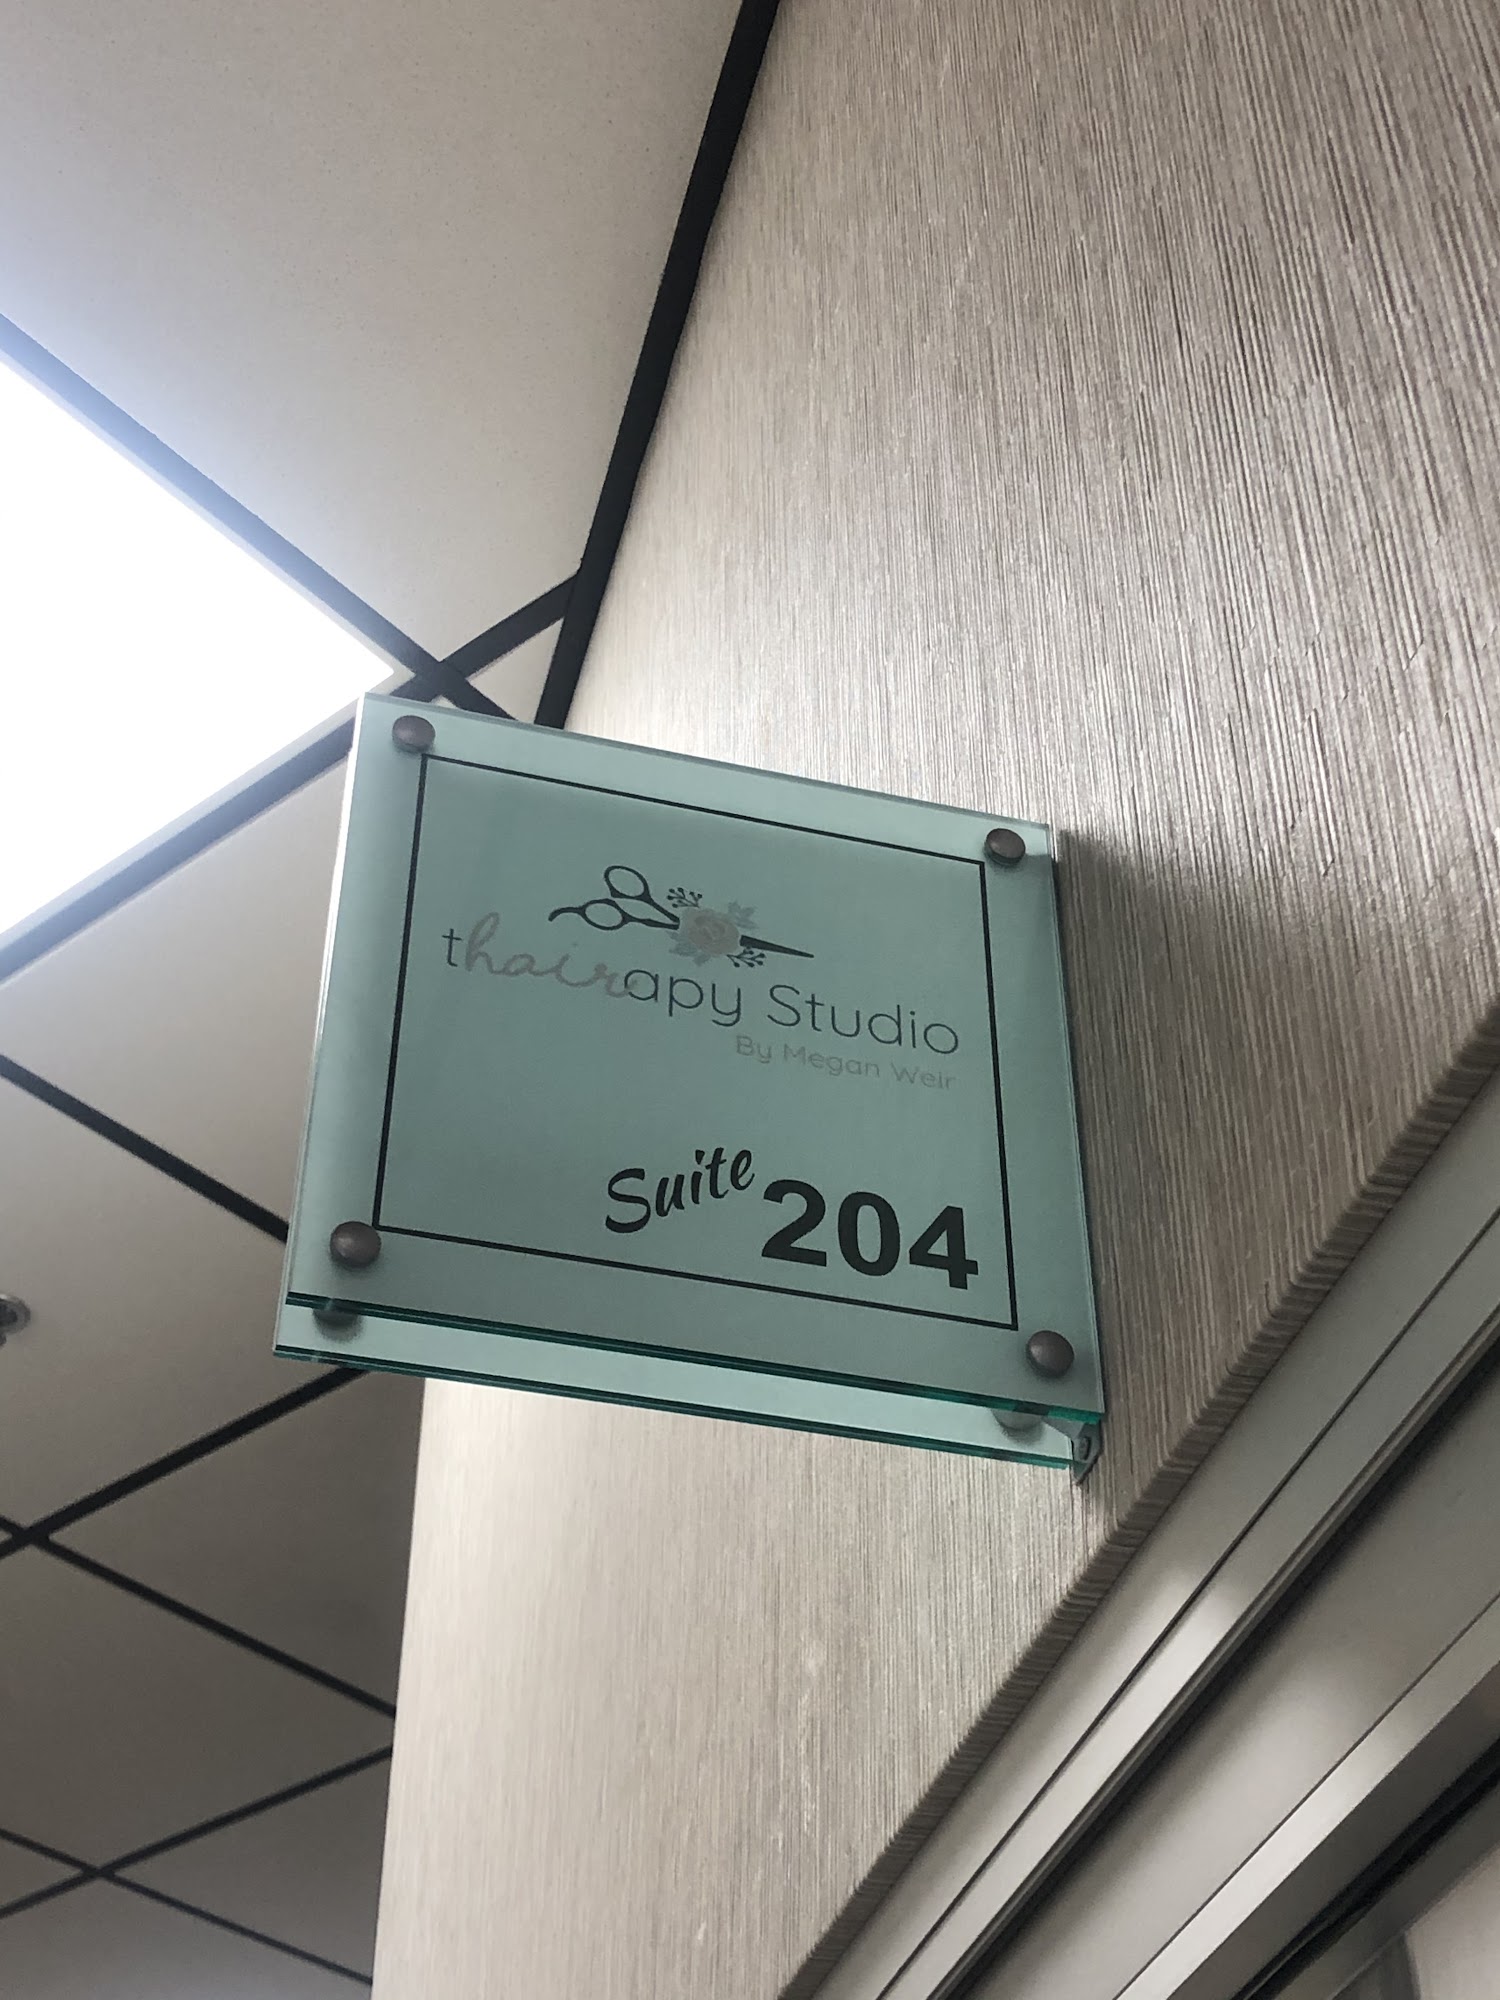 thairapy Studio
By Megan Weir
Suite 204